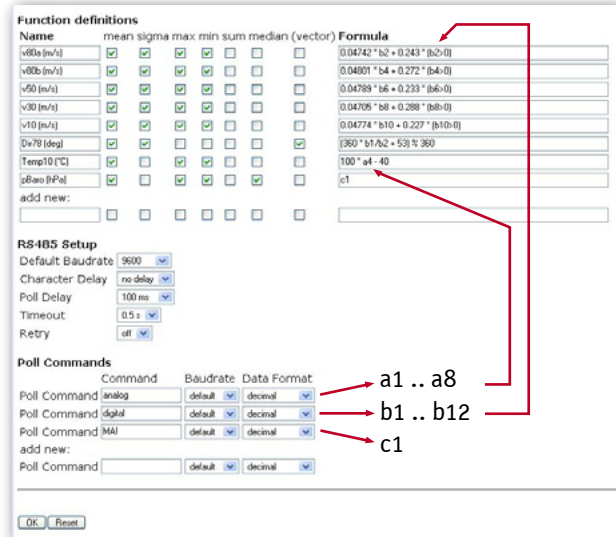 Function definitions
Name mean sigma max min sum median (vector) Formula
v80a (m/s) 0.04742 * b2 + 0.243 * (b2>0)
v80b (m/s) 0.04801 * b4 + 0.272 * (b4>0)
v50 (m/s) 0.04789 * b6 + 0.233 * (b6>0)
v30 (m/s) 0.04705 * b8 + 0.288 * (b8>0)
v10 (m/s) 0.04774 * b10 + 0.227 * (b10>0)
Dir78 (deg) (360 * b1/b2 + 53) % 360
Temp10 (°C) 100 * a4 - 40
pBaro (hPa) c1
add new:
RS485 Setup
Default Baudrate 9600
Character Delay no delay
Poll Delay 100 ms
Timeout 0.5 s
Retry off
Poll Commands
Command Baudrate Data Format
Poll Command analog default decimal a1 .. a8
Poll Command digital default decimal b1 .. b12
Poll Command MA! default decimal c1
add new:
Poll Command default decimal
OK Reset